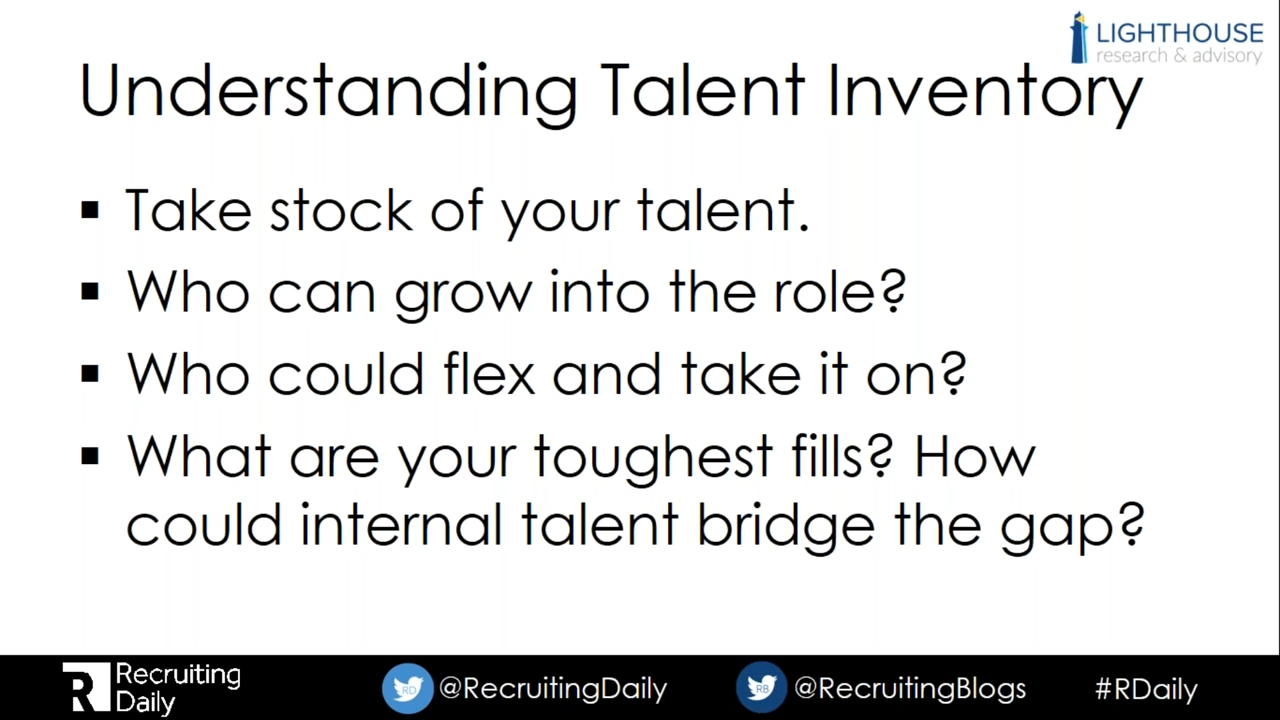 LIGHTHOUSE
research & advisory
Understanding Talent Inventory
▪ Take stock of your talent.
▪ Who can grow into the role?
▪ Who could flex and take it on?
▪ What are your toughest fills? How
could internal talent bridge the gap?
R Recruiting
Daily
RD @RecruitingDaily
RB @RecruitingBlogs
#RDaily